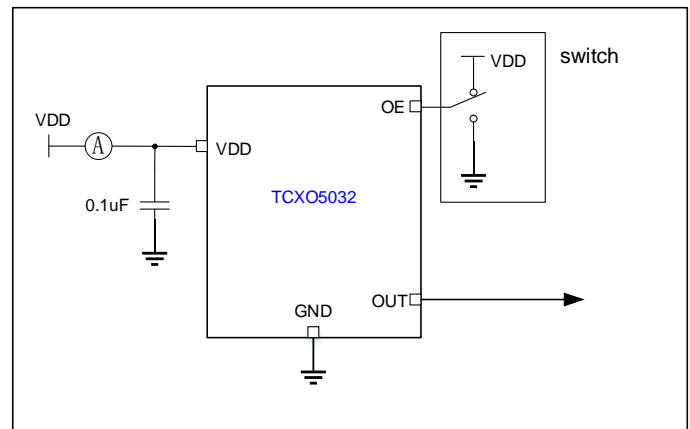 switch
VDD
OE
VDD
A
VDD
0.1uF
TCXO5032
OUT
GND